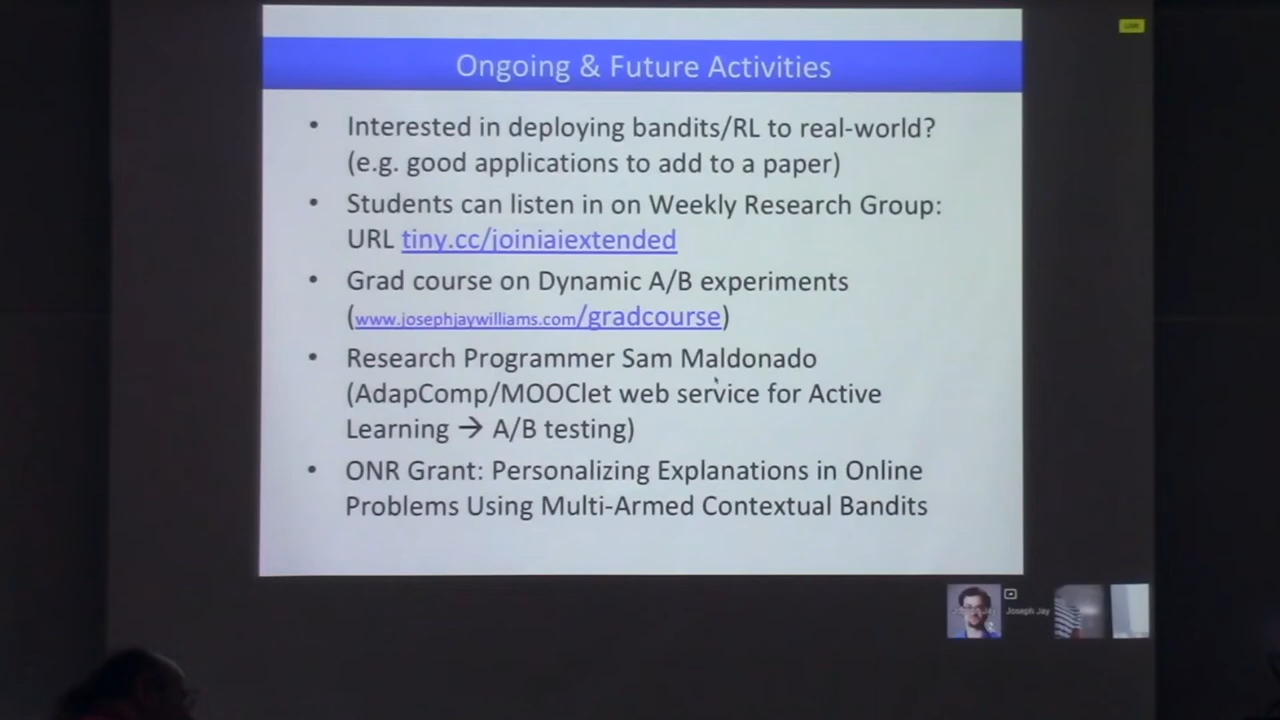 Ongoing & Future Activities
• Interested in deploying bandits/RL to real-world?
(e.g. good applications to add to a paper)
• Students can listen in on Weekly Research Group:
URL tiny.cc/joiniaiextended
• Grad course on Dynamic A/B experiments
(www.josephjaywilliams.com/gradcourse)
• Research Programmer Sam Maldonado
(AdapComp/MOOClet web service for Active
Learning → A/B testing)
• ONR Grant: Personalizing Explanations in Online
Problems Using Multi-Armed Contextual Bandits
LIVE
Joseph Jay